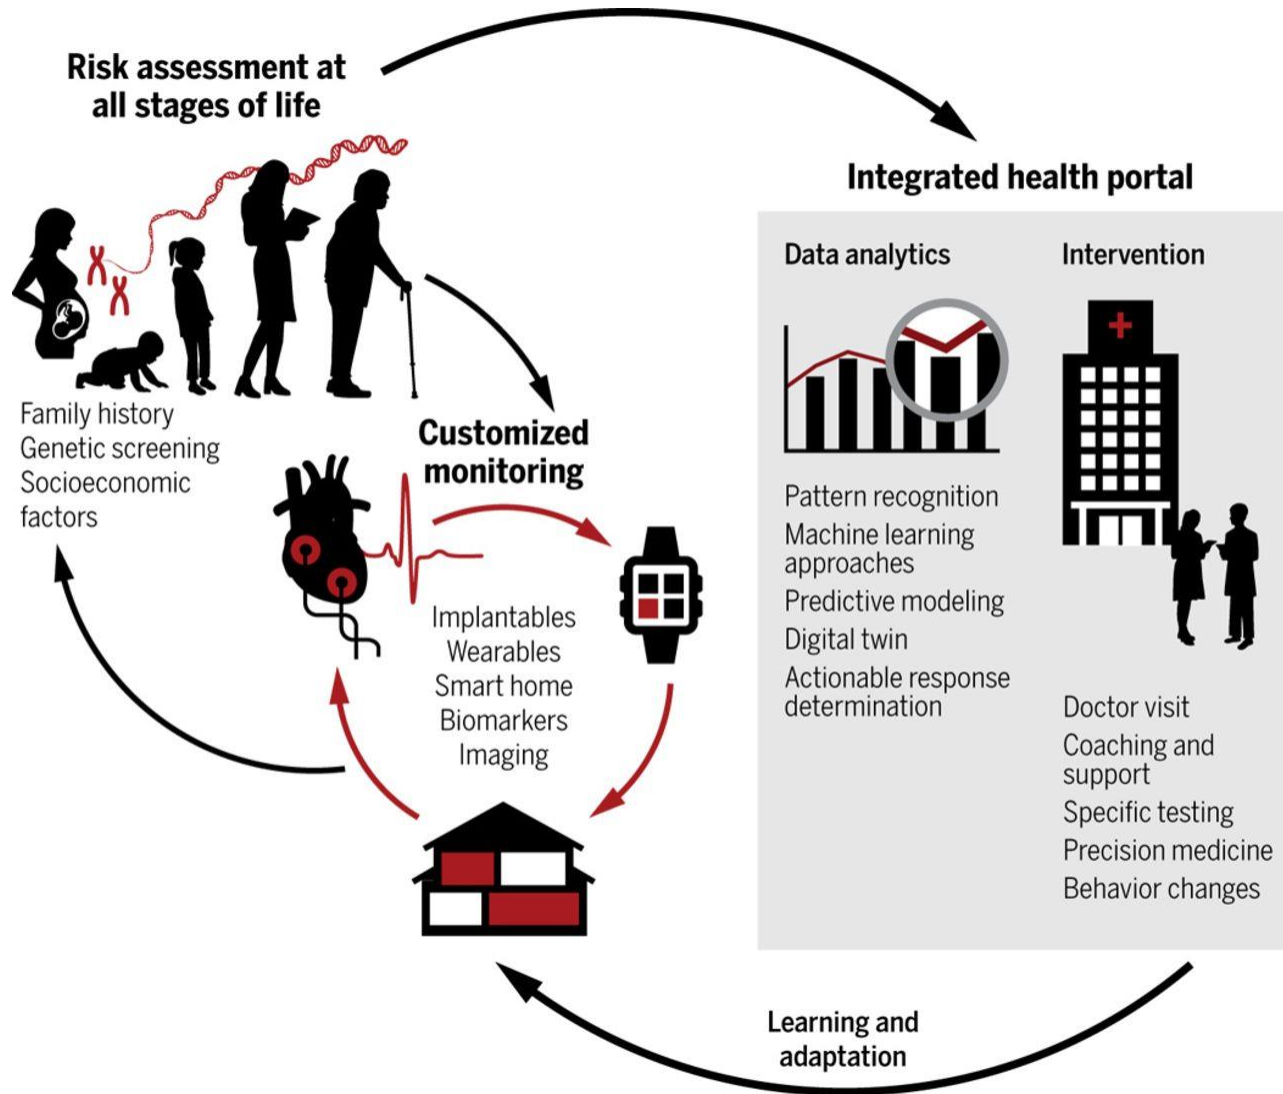 Risk assessment at
all stages of life
Family history
Genetic screening
Socioeconomic
factors
Customized
monitoring
Implantables
Wearables
Smart home
Biomarkers
Imaging
Integrated health portal
Data analytics
Pattern recognition
Machine learning
approaches
Predictive modeling
Digital twin
Actionable response
determination
Intervention
Doctor visit
Coaching and
support
Specific testing
Precision medicine
Behavior changes
Learning and
adaptation